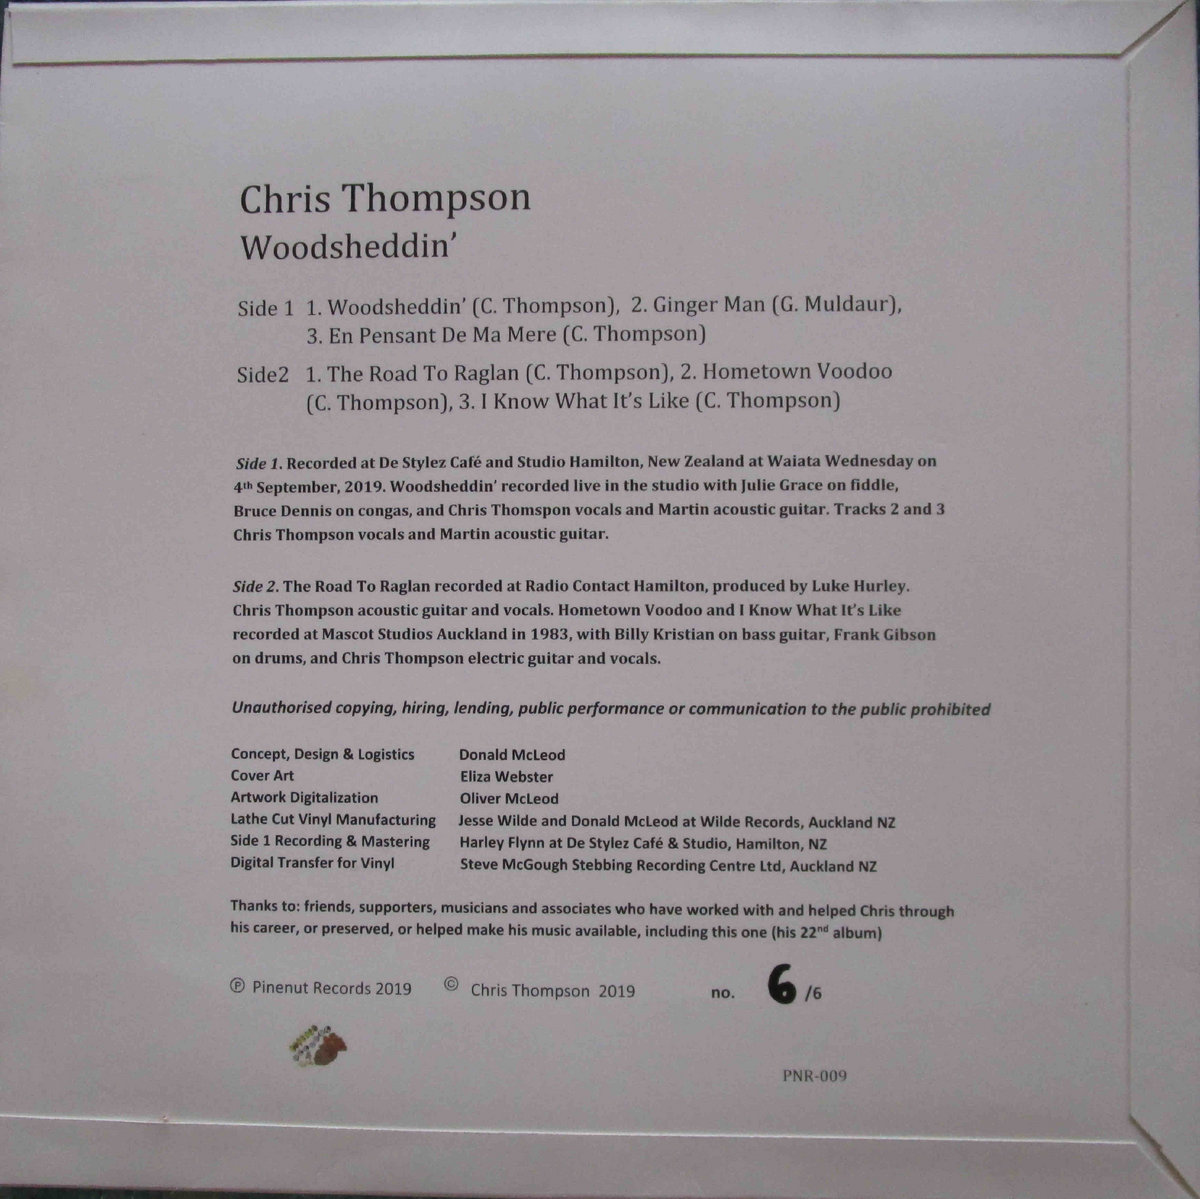 Chris Thompson
Woodsheddin’
Side 1 1. Woodsheddin’ (C. Thompson), 2. Ginger Man (G. Muldaur),
3. En Pensant De Ma Mere (C. Thompson)
Side2 1. The Road To Raglan (C. Thompson), 2. Hometown Voodoo
(C. Thompson), 3. I Know What It’s Like (C. Thompson)
Side 1. Recorded at De Stylez Café and Studio Hamilton, New Zealand at Waiata Wednesday on
4th September, 2019. Woodsheddin’ recorded live in the studio with Julie Grace on fiddle,
Bruce Dennis on congas, and Chris Thomspon vocals and Martin acoustic guitar. Tracks 2 and 3
Chris Thompson vocals and Martin acoustic guitar.
Side 2. The Road To Raglan recorded at Radio Contact Hamilton, produced by Luke Hurley.
Chris Thompson acoustic guitar and vocals. Hometown Voodoo and I Know What It’s Like
recorded at Mascot Studios Auckland in 1983, with Billy Kristian on bass guitar, Frank Gibson
on drums, and Chris Thompson electric guitar and vocals.
Unauthorised copying, hiring, lending, public performance or communication to the public prohibited
Concept, Design & Logistics Donald McLeod
Cover Art Eliza Webster
Artwork Digitalization Oliver McLeod
Lathe Cut Vinyl Manufacturing Jesse Wilde and Donald McLeod at Wilde Records, Auckland NZ
Side 1 Recording & Mastering Harley Flynn at De Stylez Café & Studio, Hamilton, NZ
Digital Transfer for Vinyl Steve McGough Stebbing Recording Centre Ltd, Auckland NZ
Thanks to: friends, supporters, musicians and associates who have worked with and helped Chris through
his career, or preserved, or helped make his music available, including this one (his 22nd album)
℗ Pinenut Records 2019 © Chris Thompson 2019 no. 6 /6
PNR-009